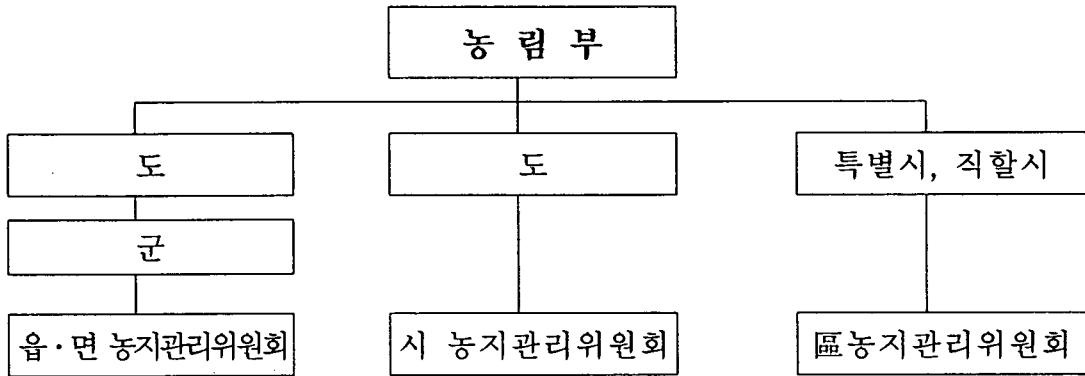 농 림 부
도
도
특별시, 직할시
군
읍·면 농지관리위원회
시 농지관리위원회
區농지관리위원회